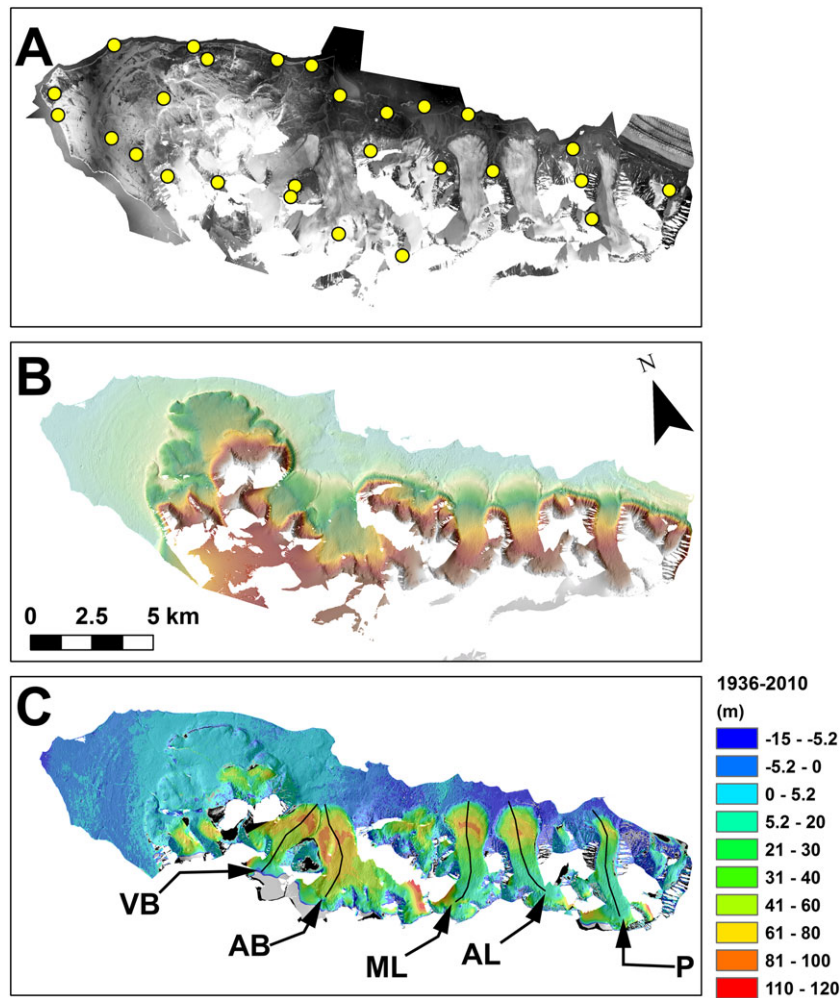 A
B
N
0 2.5 5 km
C
1936-2010
(m)
-15 - -5.2
-5.2 - 0
0 - 5.2
5.2 - 20
21 - 30
31 - 40
41 - 60
61 - 80
81 - 100
110 - 120
VB
AB
ML
AL
P